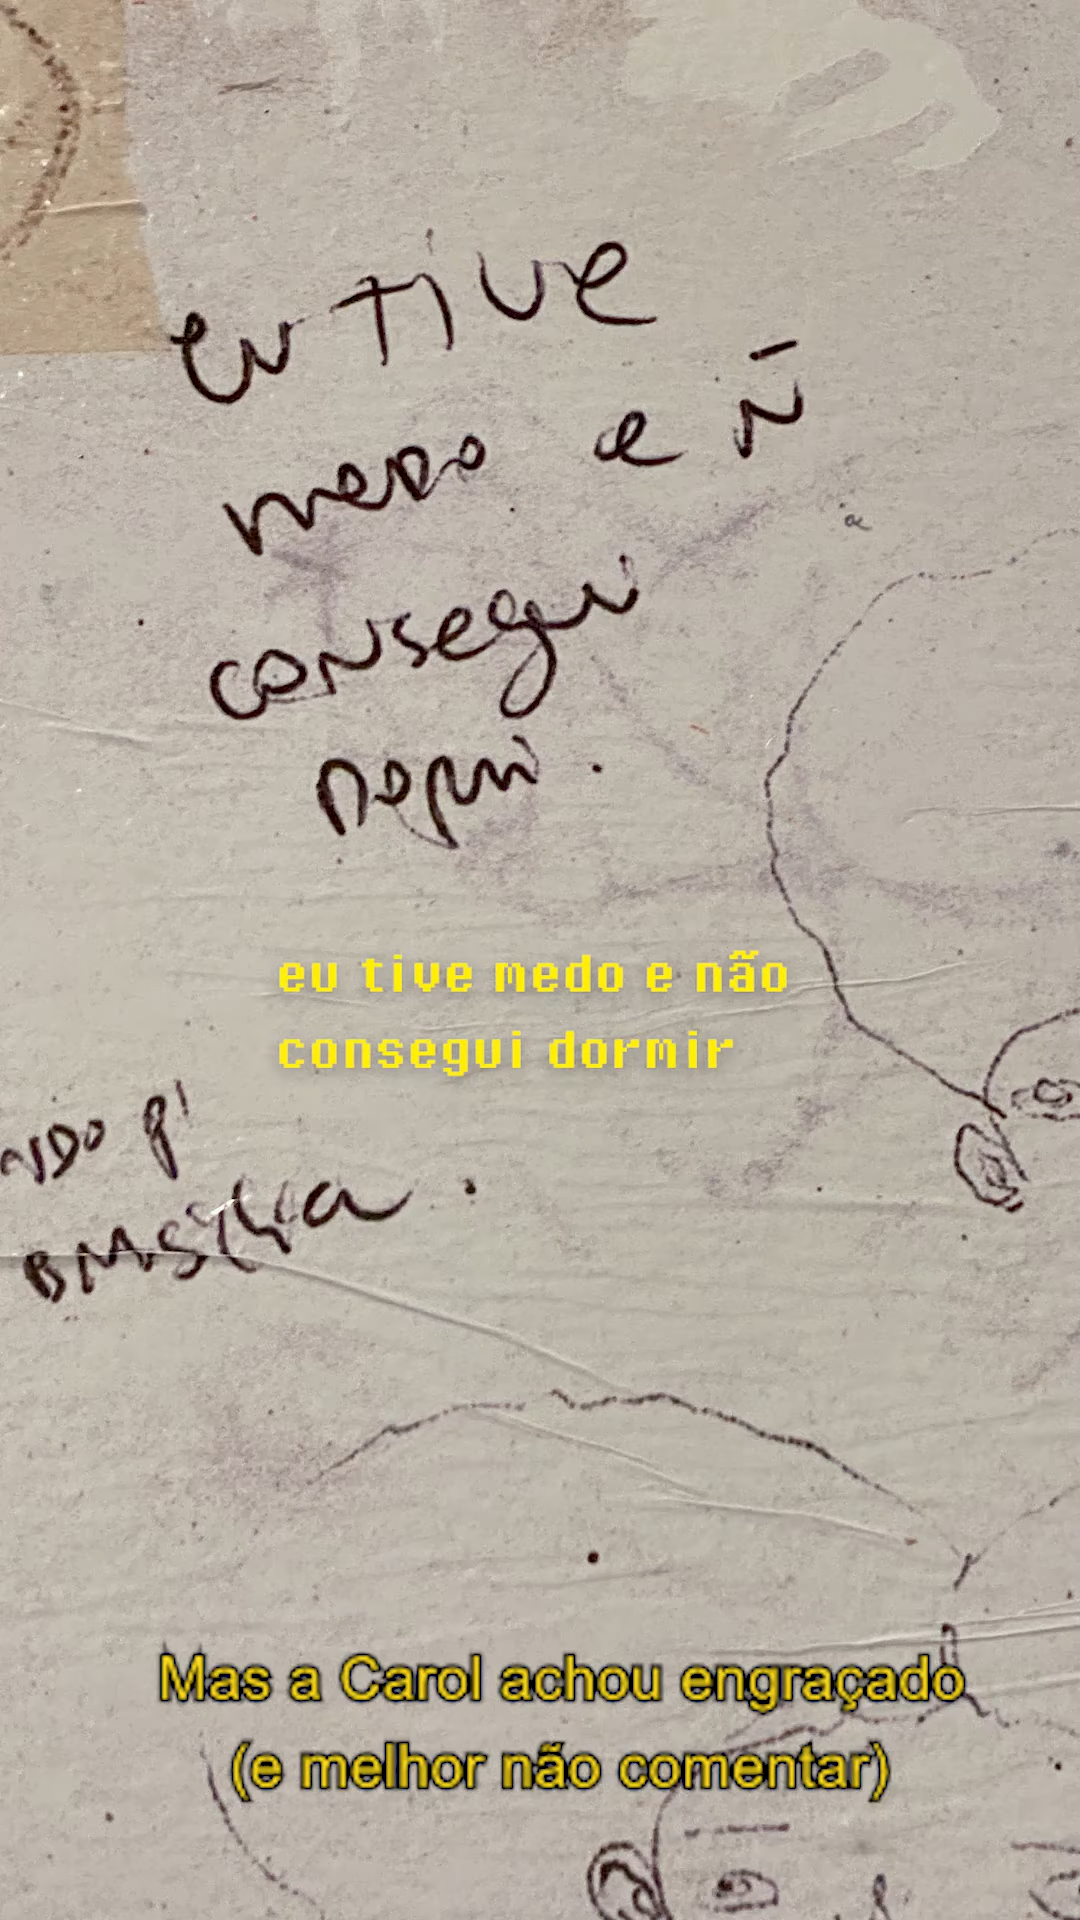 eu tive
medo e ñ
consegui
dormi.
eu tive medo e não
consegui dormir
Brasília.
Mas a Carol achou engraçado
(e melhor não comentar)